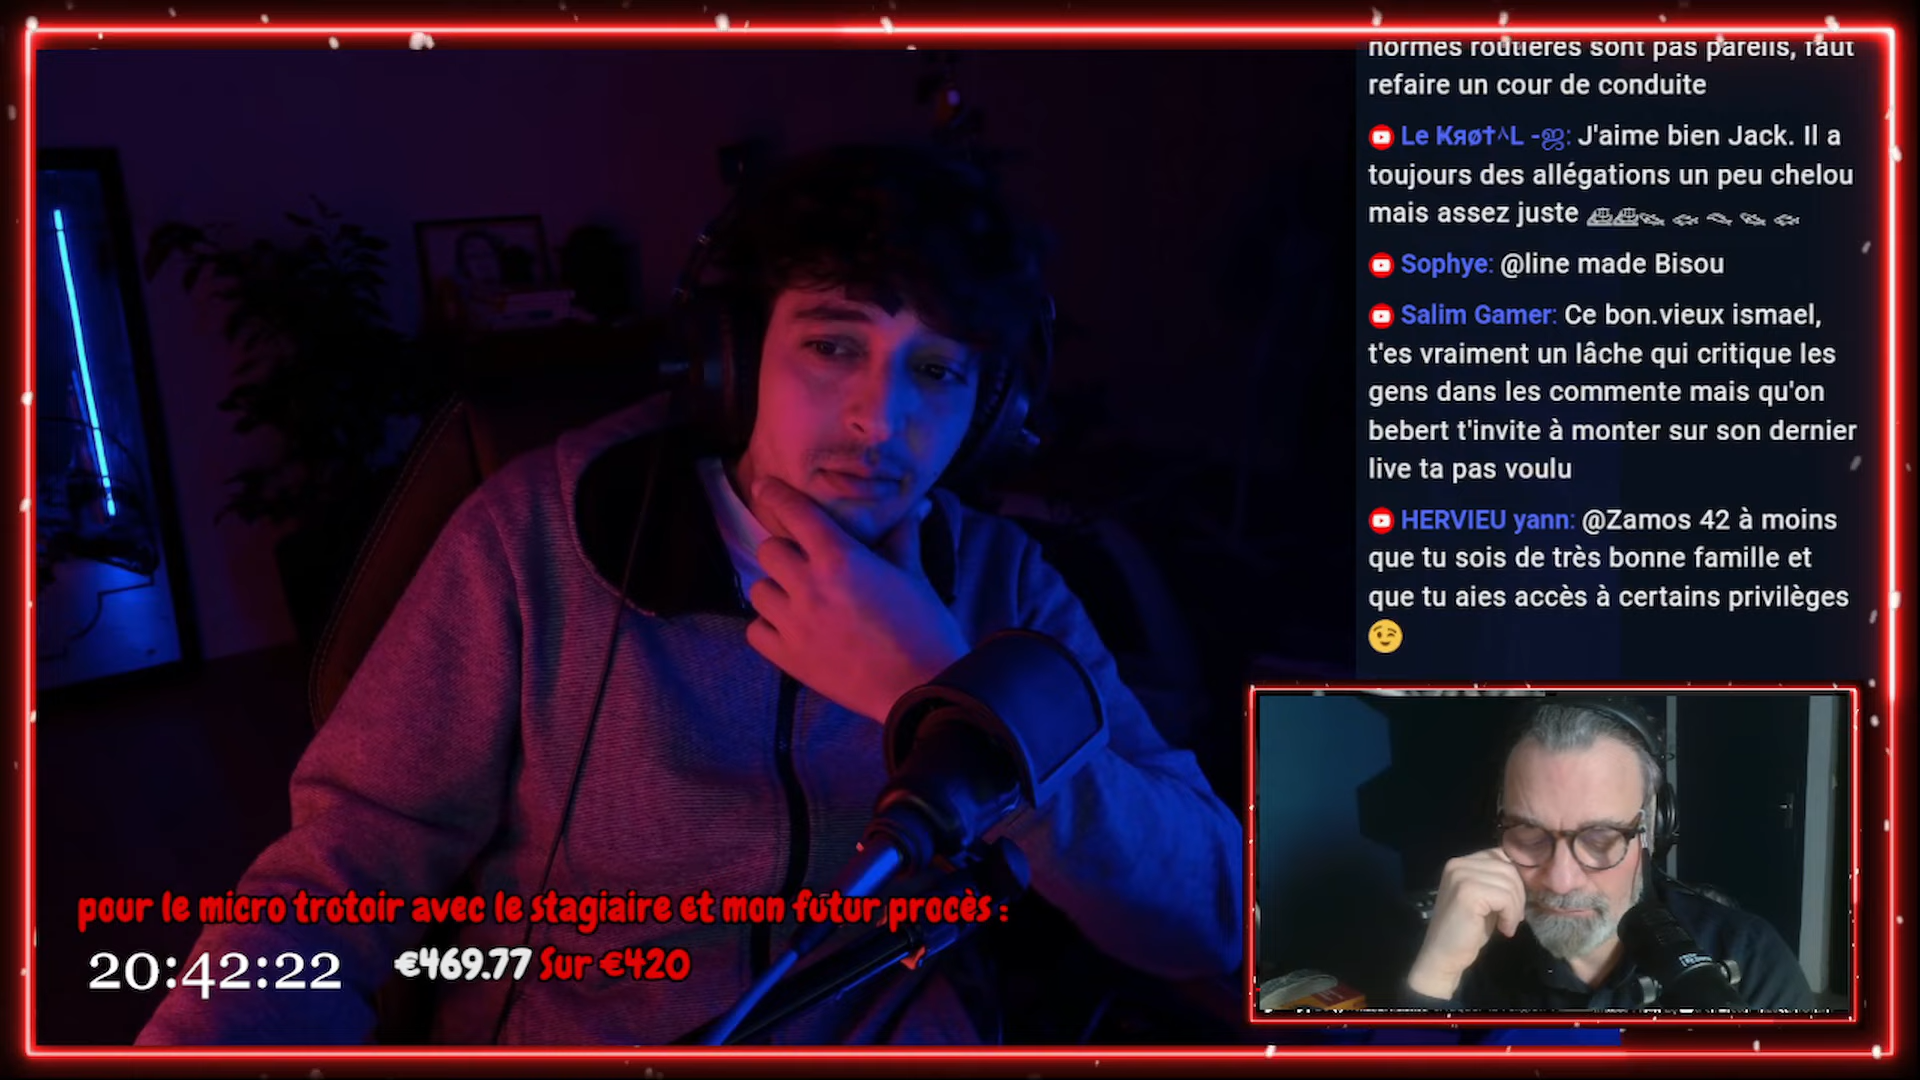 normes routières sont pas pareils, faut
refaire un cour de conduite
Le Kяø†^L -ஜ: J'aime bien Jack. Il a
toujours des allégations un peu chelou
mais assez juste
Sophye: @line made Bisou
Salim Gamer: Ce bon.vieux ismael,
t'es vraiment un lâche qui critique les
gens dans les commente mais qu'on
bebert t'invite à monter sur son dernier
live ta pas voulu
HERVIEU yann: @Zamos 42 à moins
que tu sois de très bonne famille et
que tu aies accès à certains privilèges
😉
pour le micro trotoir avec le stagiaire et mon futur procès :
20:42:22 €469.77 Sur €420